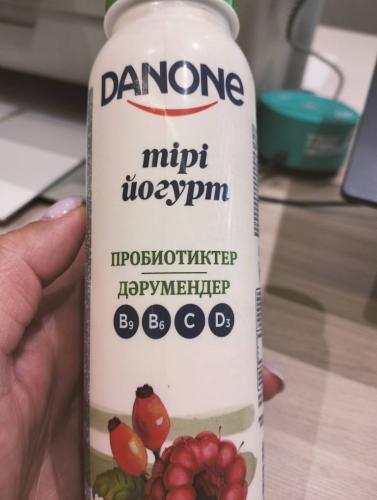 DANONE
тірі
йогурт
ПРОБИОТИКТЕР
ДӘРУМЕНДЕР
B9 B6 C D3